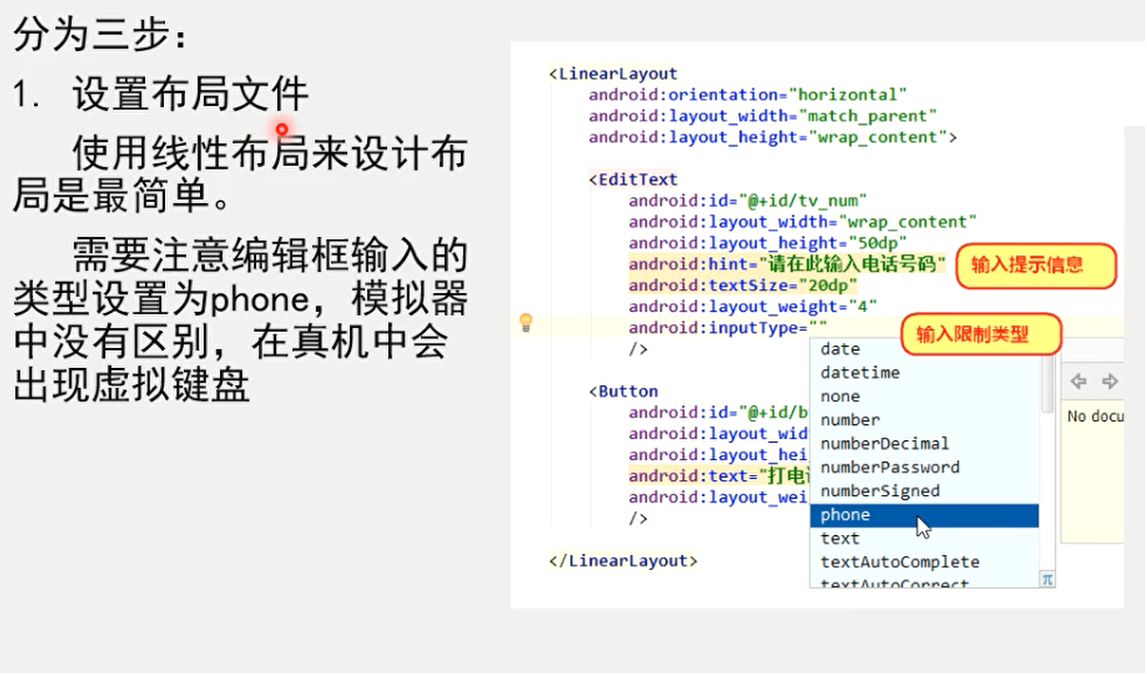 分为三步：
1. 设置布局文件
使用线性布局来设计布
局是最简单。
需要注意编辑框输入的
类型设置为phone，模拟器
中没有区别，在真机中会
出现虚拟键盘
<LinearLayout
android:orientation="horizontal"
android:layout_width="match_parent"
android:layout_height="wrap_content">
<EditText
android:id="@+id/tv_num"
android:layout_width="wrap_content"
android:layout_height="50dp"
android:hint="请在此输入电话号码"
输入提示信息
android:textSize="20dp"
android:layout_weight="4"
android:inputType=""
输入限制类型
/>
date
datetime
none
number
numberDecimal
numberPassword
numberSigned
phone
text
textAutoComplete
textAutoCorrect
<Button
android:id="@+id/b
android:layout_wid
android:layout_hei
android:text="打电
android:layout_wei
/>
</LinearLayout>
No docu
π